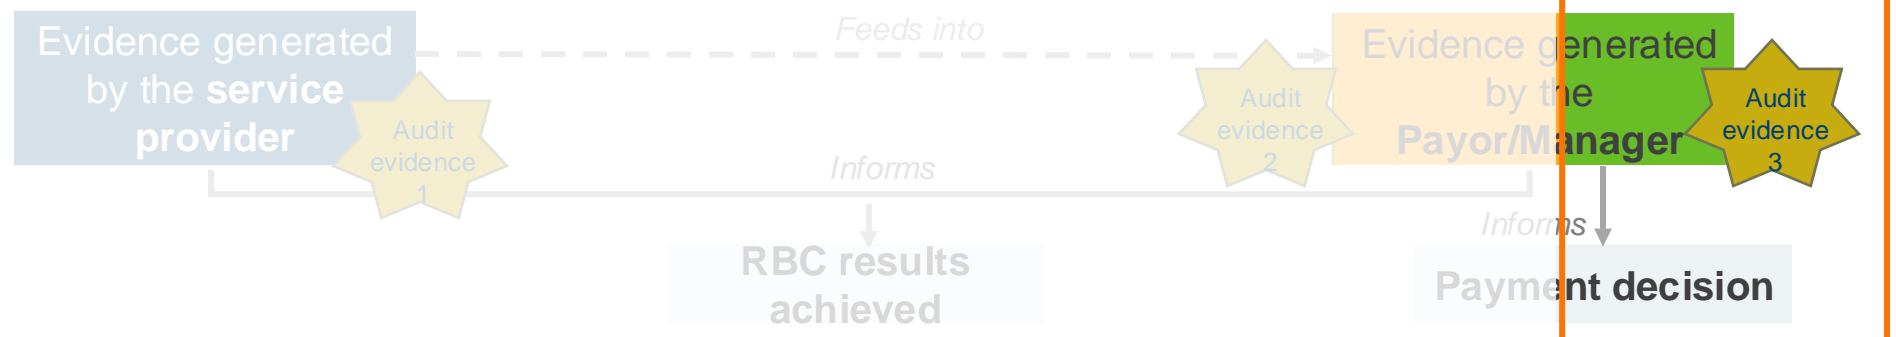 Evidence generated
by the service
provider
Audit
evidence
1
Feeds into
Informs
RBC results
achieved
Audit
evidence
2
Evidence generated
by the
Payor/Manager
Audit
evidence
3
Informs
Payment decision